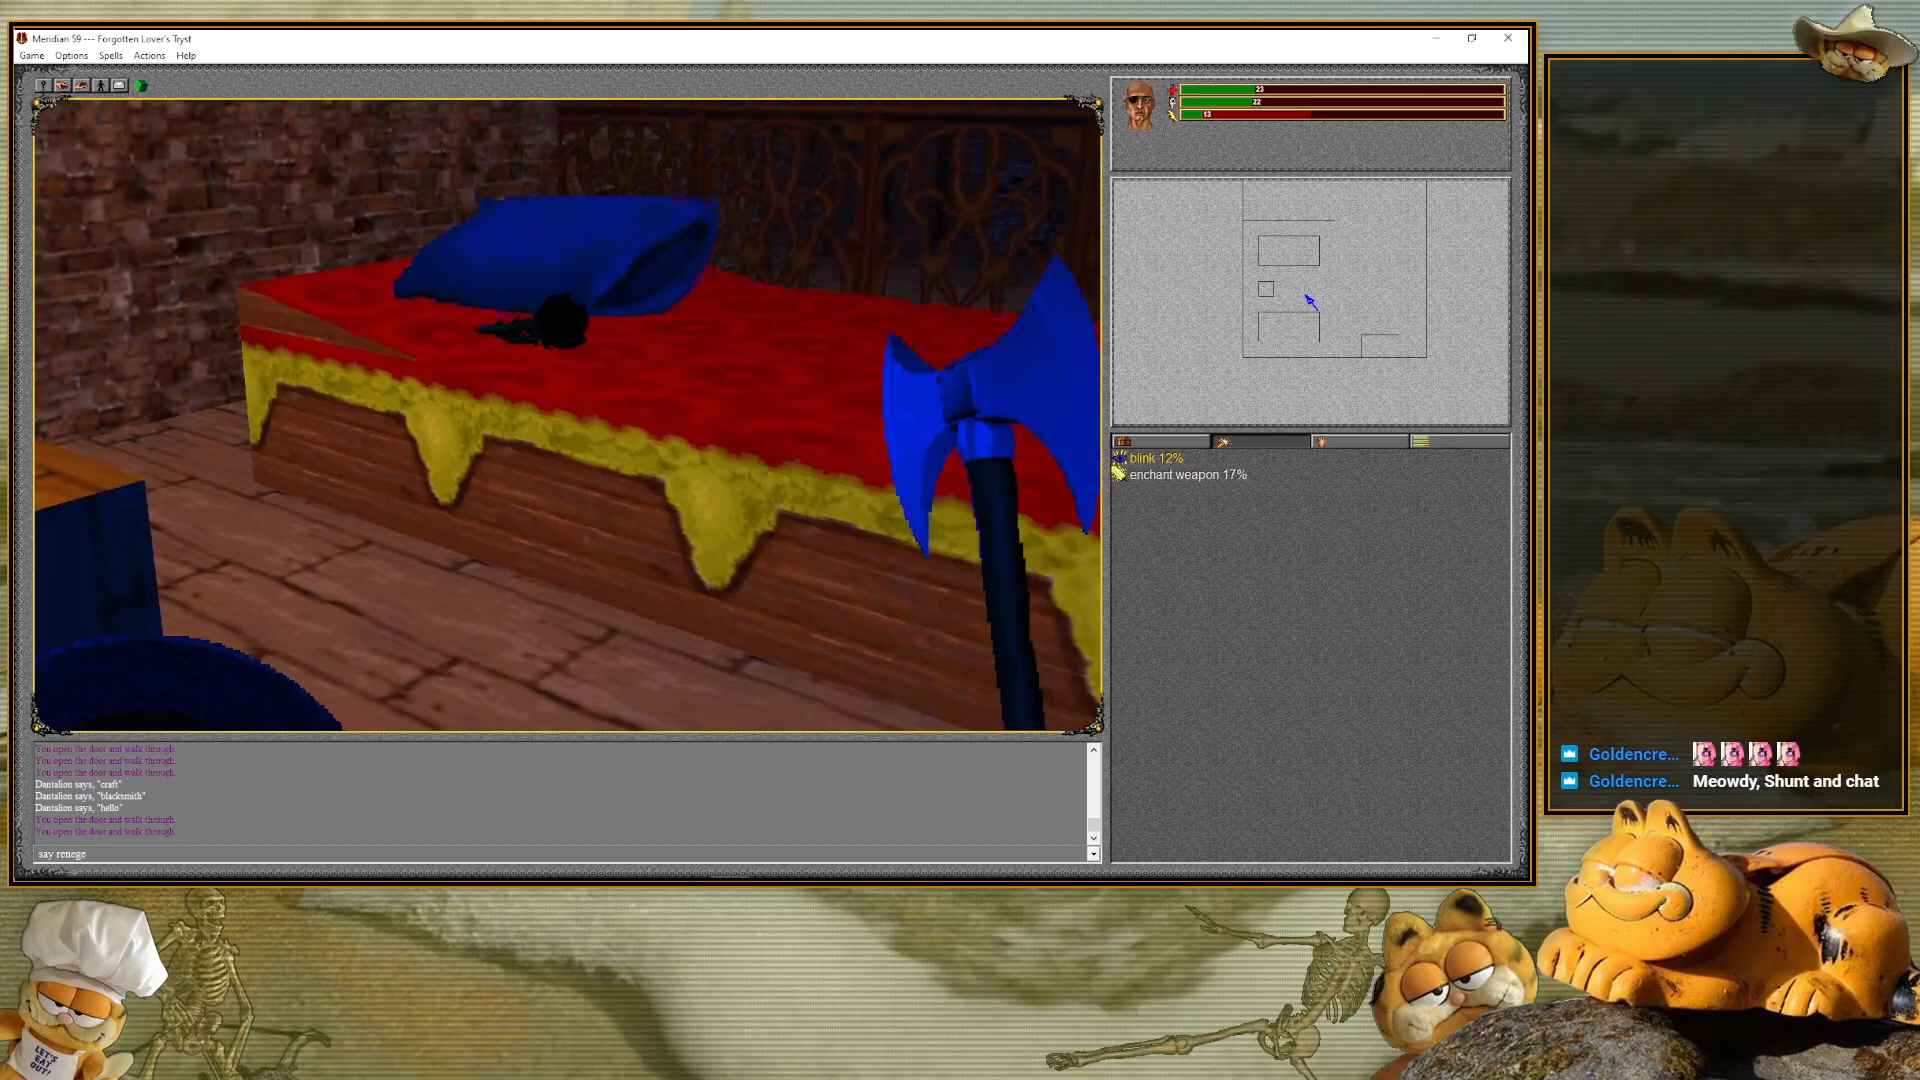 Meridian 59 --- Forgotten Lover's Tryst
Game Options Spells Actions Help
23
22
13
blink 12%
enchant weapon 17%
You open the door and walk through.
You open the door and walk through.
You open the door and walk through.
Dantalion says, "craft"
Dantalion says, "blacksmith"
Dantalion says, "hello"
You open the door and walk through.
You open the door and walk through.
say renege
Goldencre...
Goldencre... Meowdy, Shunt and chat
LET'S
EAT
OUT!